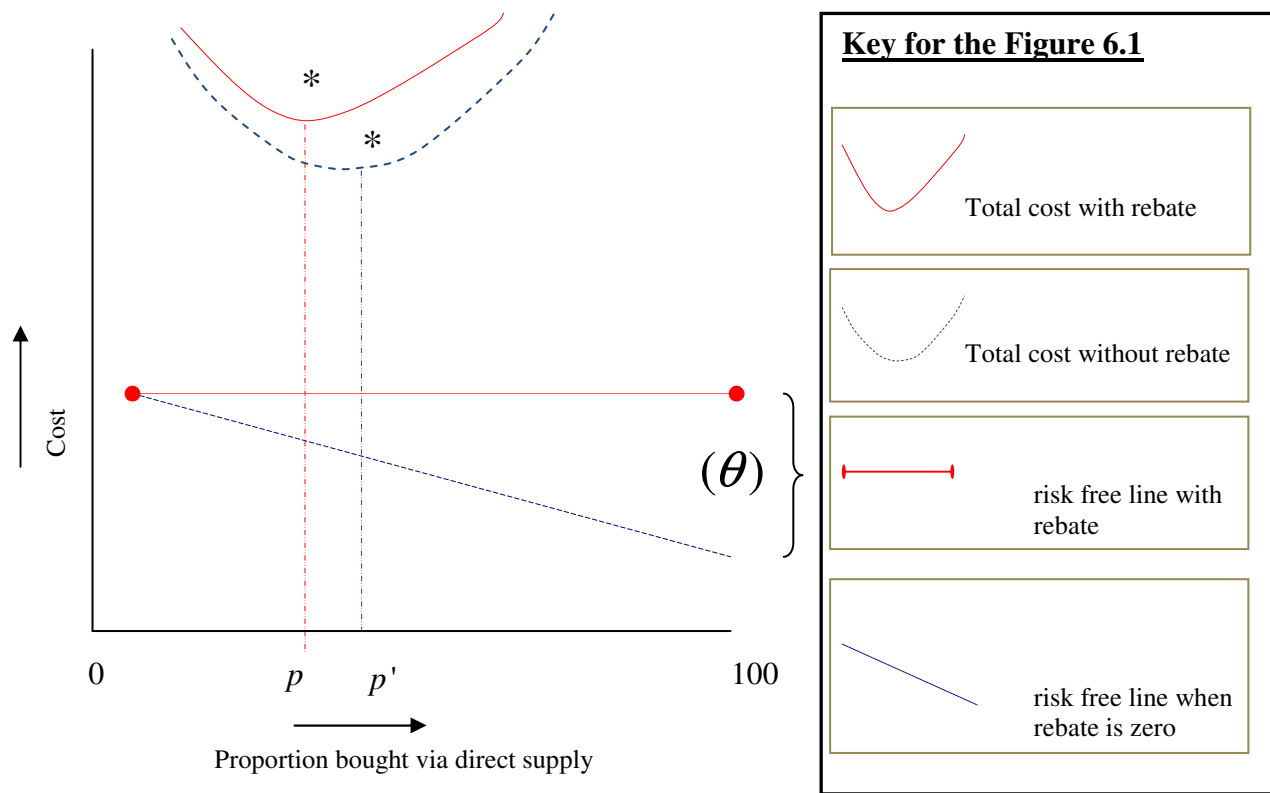 Key for the Figure 6.1
*
*
Total cost with rebate
Total cost without rebate
Cost
(θ)
risk free line with
rebate
0
p
p'
100
risk free line when
rebate is zero
Proportion bought via direct supply